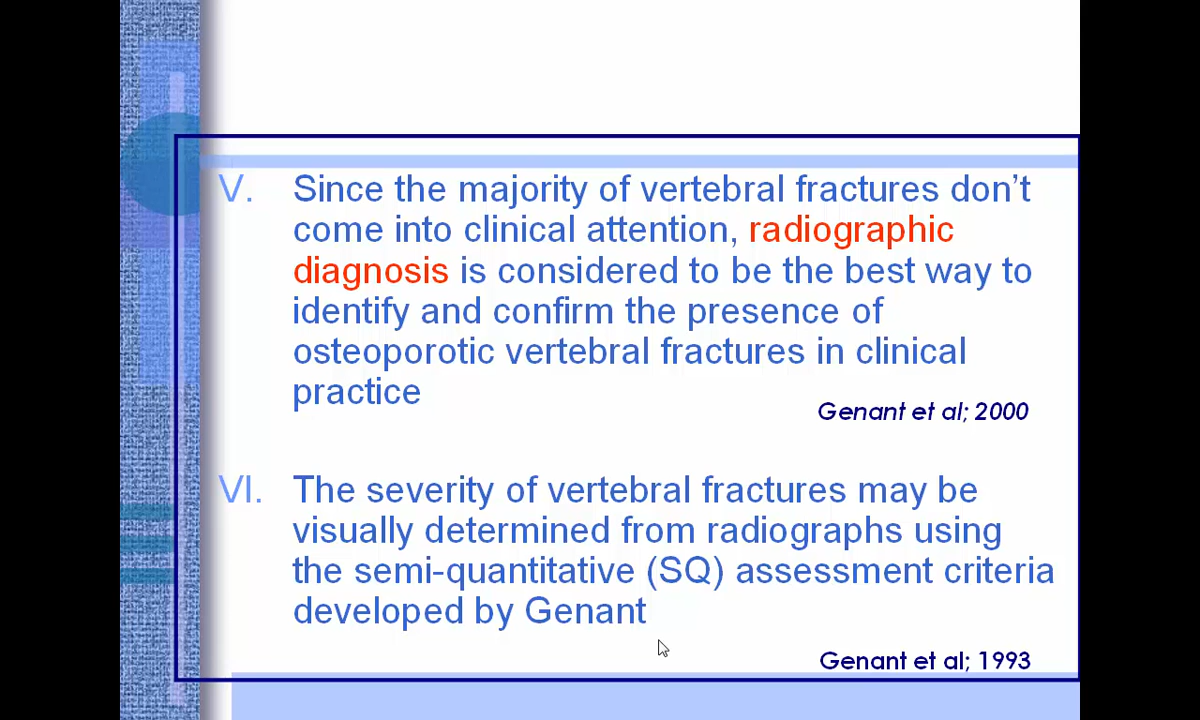 V. Since the majority of vertebral fractures don’t
come into clinical attention, radiographic
diagnosis is considered to be the best way to
identify and confirm the presence of
osteoporotic vertebral fractures in clinical
practice
Genant et al; 2000
VI. The severity of vertebral fractures may be
visually determined from radiographs using
the semi-quantitative (SQ) assessment criteria
developed by Genant
Genant et al; 1993